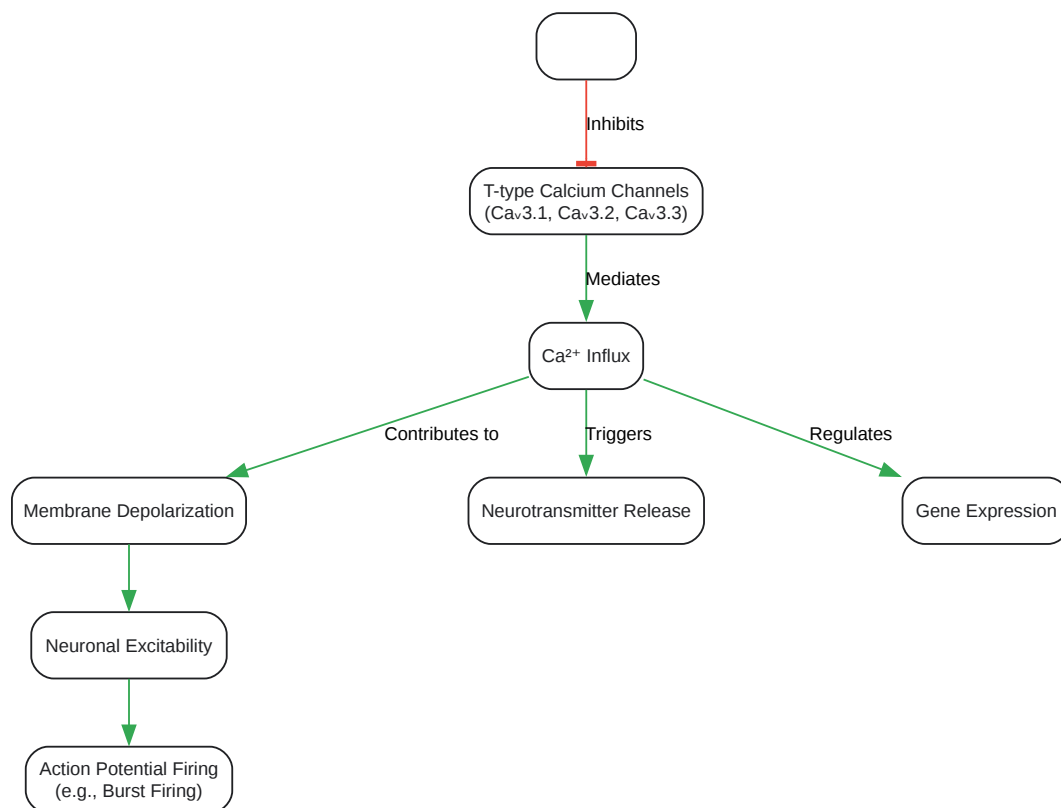 Inhibits
T-type Calcium Channels
(Caᵥ3.1, Caᵥ3.2, Caᵥ3.3)
Mediates
Ca²⁺ Influx
Contributes to
Triggers
Regulates
Membrane Depolarization
Neurotransmitter Release
Gene Expression
Neuronal Excitability
Action Potential Firing
(e.g., Burst Firing)